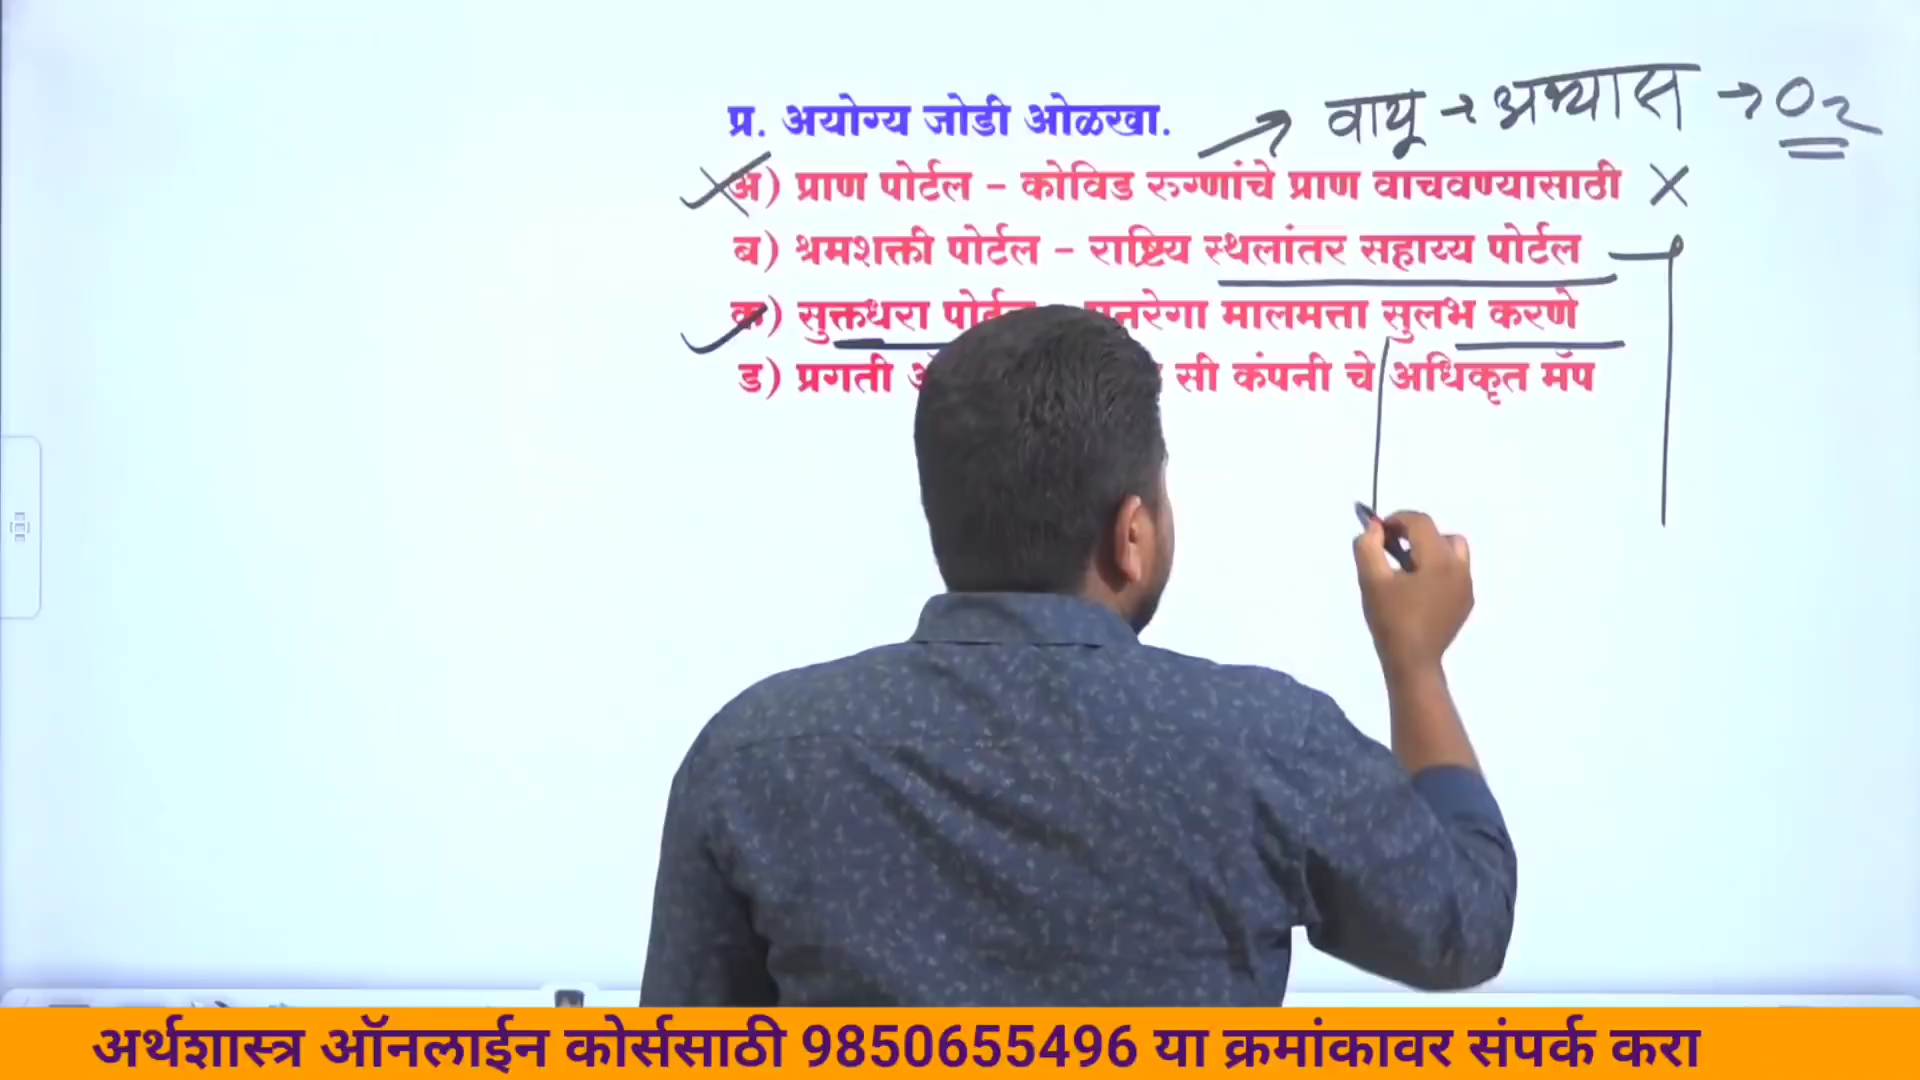 प्र. अयोग्य जोडी ओळखा.
→ वायू → अभ्यास → O₂
अ) प्राण पोर्टल - कोविड रुग्णांचे प्राण वाचवण्यासाठी ×
ब) श्रमशक्ती पोर्टल - राष्ट्रिय स्थलांतर सहाय्य पोर्टल
क) सुक्तधरा मालमत्ता सुलभ करणे
ड) प्रगती सी कंपनी चे अधिकृत मॅप
अर्थशास्त्र ऑनलाईन कोर्ससाठी 9850655496 या क्रमांकावर संपर्क करा